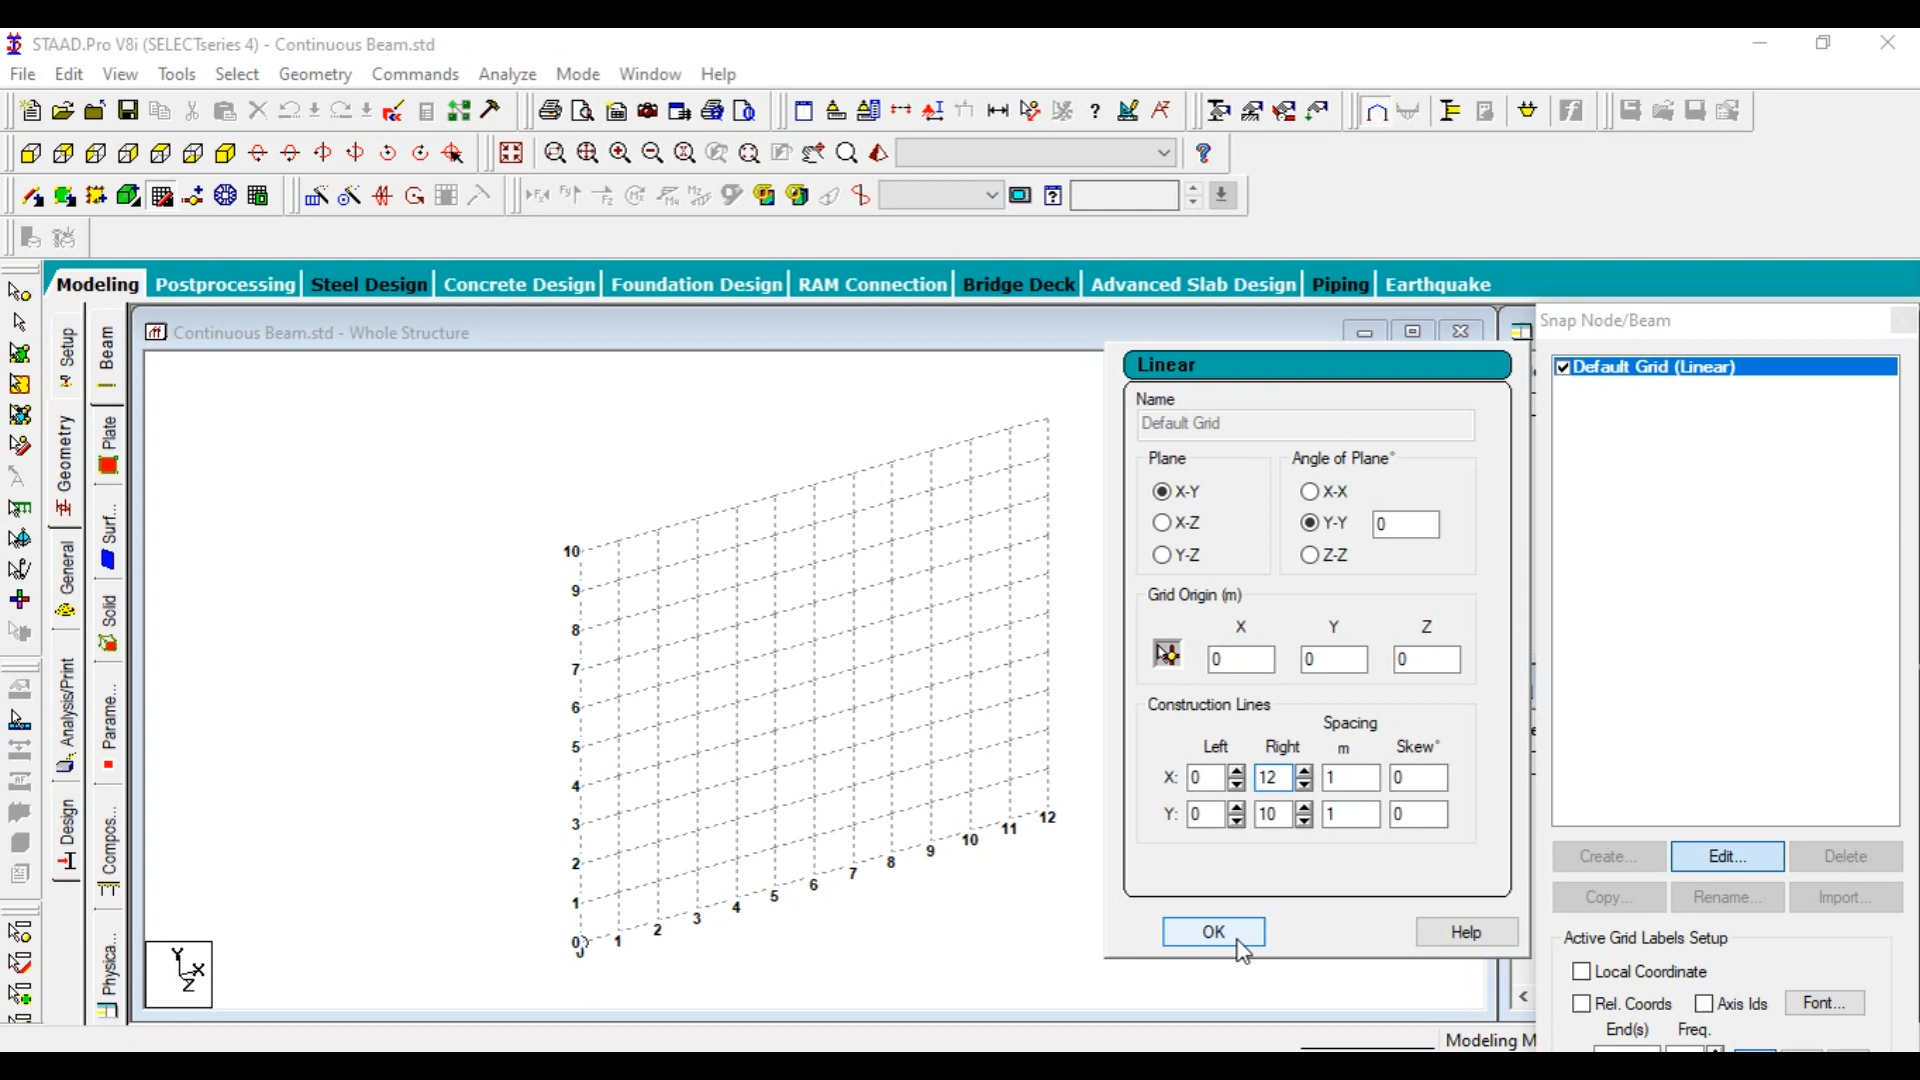 STAAD.Pro V8i (SELECTseries 4) - Continuous Beam.std
File Edit View Tools Select Geometry Commands Analyze Mode Window Help
Modeling Postprocessing Steel Design Concrete Design Foundation Design RAM Connection Bridge Deck Advanced Slab Design Piping Earthquake
Setup
Geometry
General
Analysis/Print
Design
Beam
Plate
Surf...
Solid
Parame...
Compos...
Physica...
Continuous Beam.std - Whole Structure
10
9
8
7
6
5
4
3
2
1
0
1 2 3 4 5 6 7 8 9 10 11 12
Y
X
Z
Linear
Name
Default Grid
Plane
X-Y
X-Z
Y-Z
Angle of Plane°
X-X
Y-Y 0
Z-Z
Grid Origin (m)
X Y Z
0 0 0
Construction Lines
Spacing
Left Right m Skew°
X: 0 12 1 0
Y: 0 10 1 0
OK Help
Snap Node/Beam
Default Grid (Linear)
Create... Edit... Delete
Copy... Rename... Import...
Active Grid Labels Setup
Local Coordinate
Rel. Coords Axis Ids Font...
End(s) Freq.
Modeling M